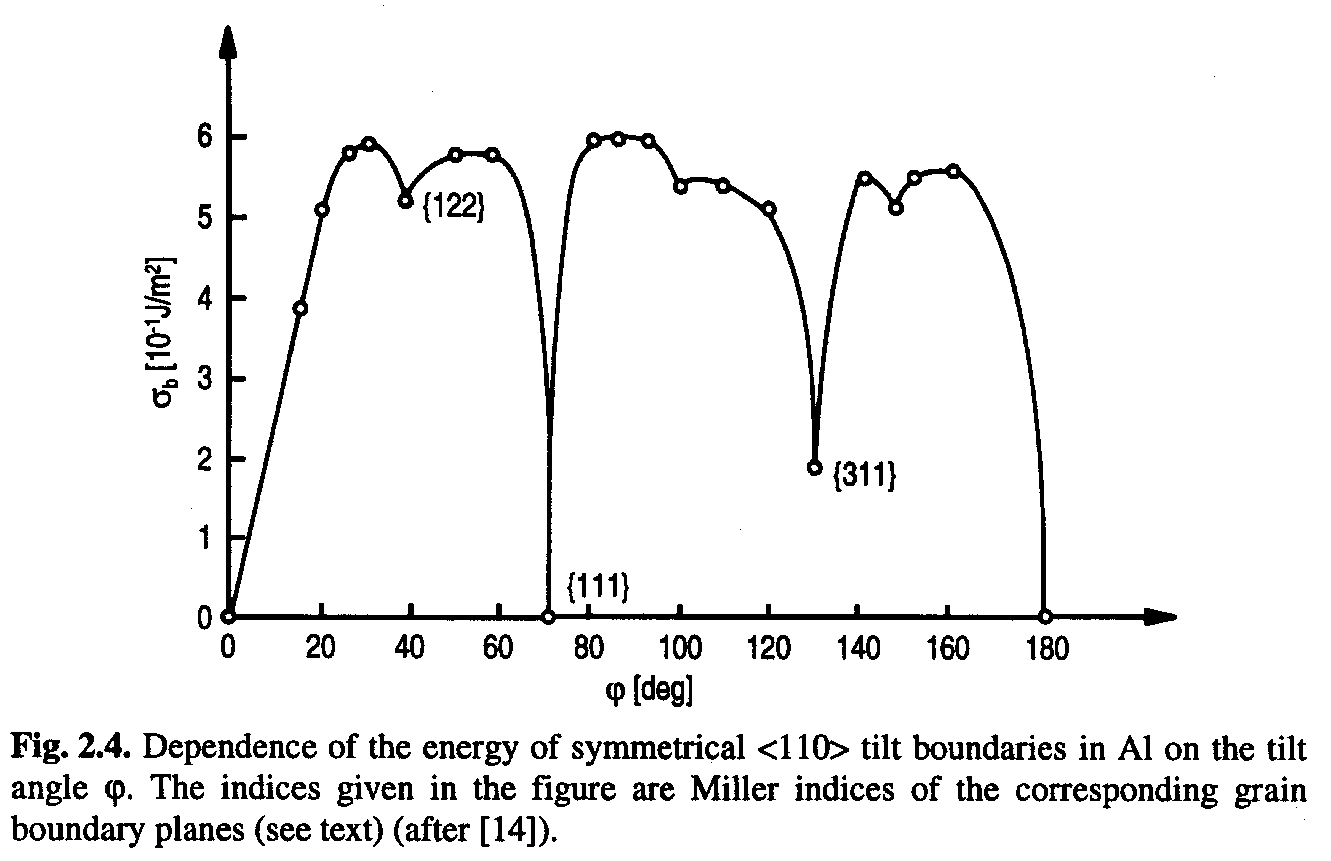 6
5
4
3
2
1
0
σb [10-1J/m2]
{122}
{311}
{111}
0 20 40 60 80 100 120 140 160 180
φ [deg]
Fig. 2.4. Dependence of the energy of symmetrical <110> tilt boundaries in Al on the tilt
angle φ. The indices given in the figure are Miller indices of the corresponding grain
boundary planes (see text) (after [14]).